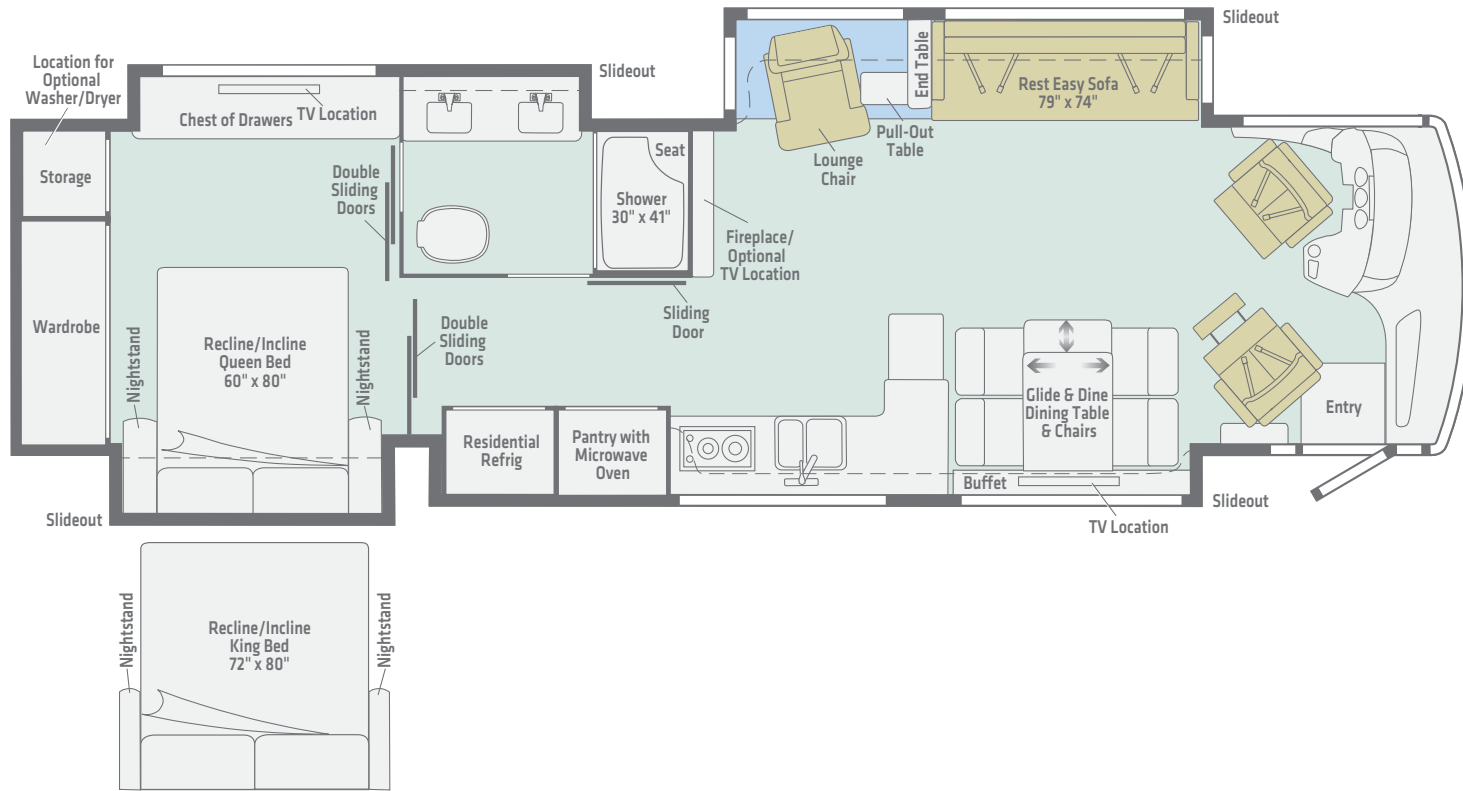 Slideout
Location for
Optional
Washer/Dryer
Slideout
TV Location
Chest of Drawers
End Table
Rest Easy Sofa
79" x 74"
Pull-Out
Table
Lounge
Chair
Storage
Double
Sliding
Doors
Seat
Shower
30" x 41"
Fireplace/
Optional
TV Location
Sliding
Door
Wardrobe
Nightstand
Recline/Incline
Queen Bed
60" x 80"
Nightstand
Double
Sliding
Doors
Glide & Dine
Dining Table
& Chairs
Entry
Residential
Refrig
Pantry with
Microwave
Oven
Buffet
Slideout
TV Location
Slideout
Nightstand
Recline/Incline
King Bed
72" x 80"
Nightstand